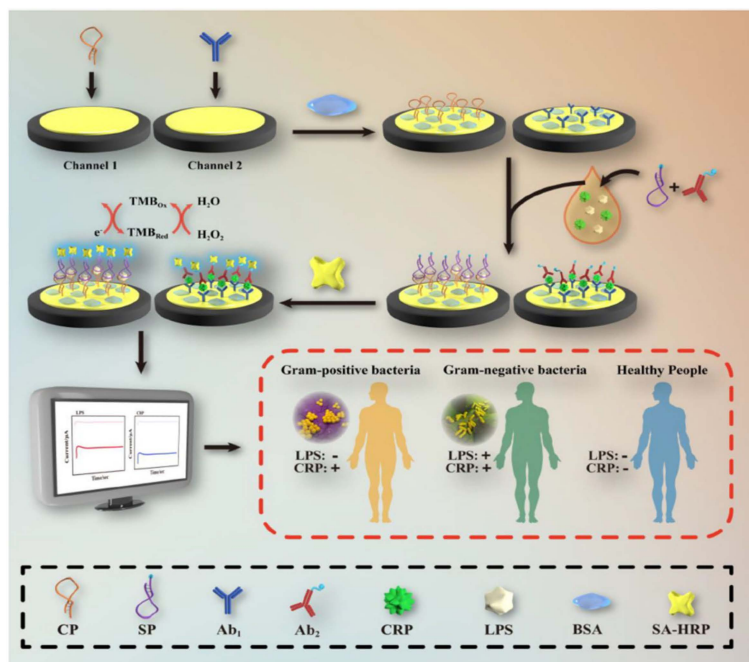 Channel 1
Channel 2
TMBOx
H2O
e-
TMBRed
H2O2
Gram-positive bacteria
Gram-negative bacteria
Healthy People
LPS: -
CRP: +
LPS: +
CRP: +
LPS: -
CRP: -
LPS
CRP
Current/μA
Current/μA
Time/sec
Time/sec
+
CP
SP
Ab1
Ab2
CRP
LPS
BSA
SA-HRP